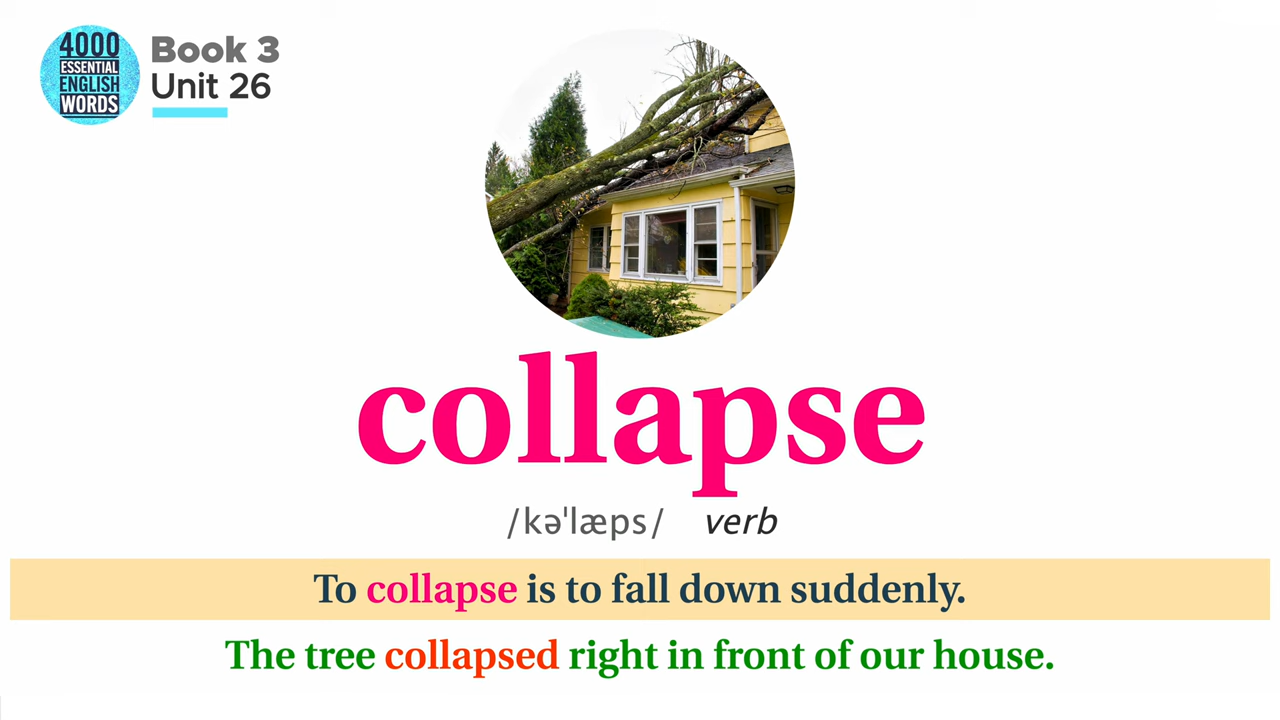 4000
ESSENTIAL
ENGLISH
WORDS
Book 3
Unit 26
collapse
/kəˈlæps/ verb
To collapse is to fall down suddenly.
The tree collapsed right in front of our house.